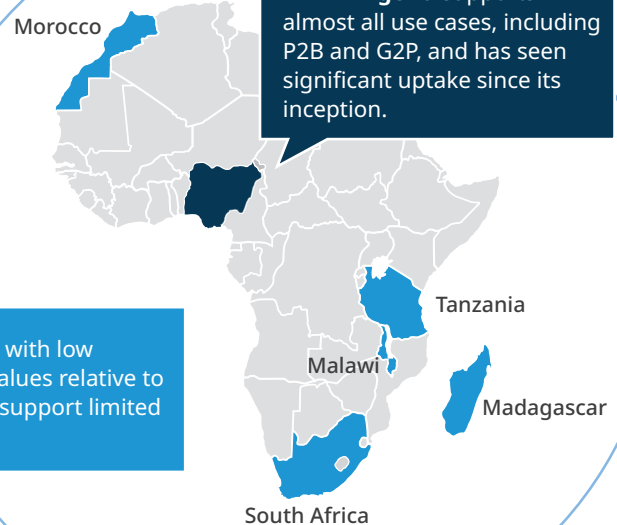 Morocco
almost all use cases, including
P2B and G2P, and has seen
significant uptake since its
inception.
Tanzania
with low
alues relative to
support limited
Malawi
Madagascar
South Africa